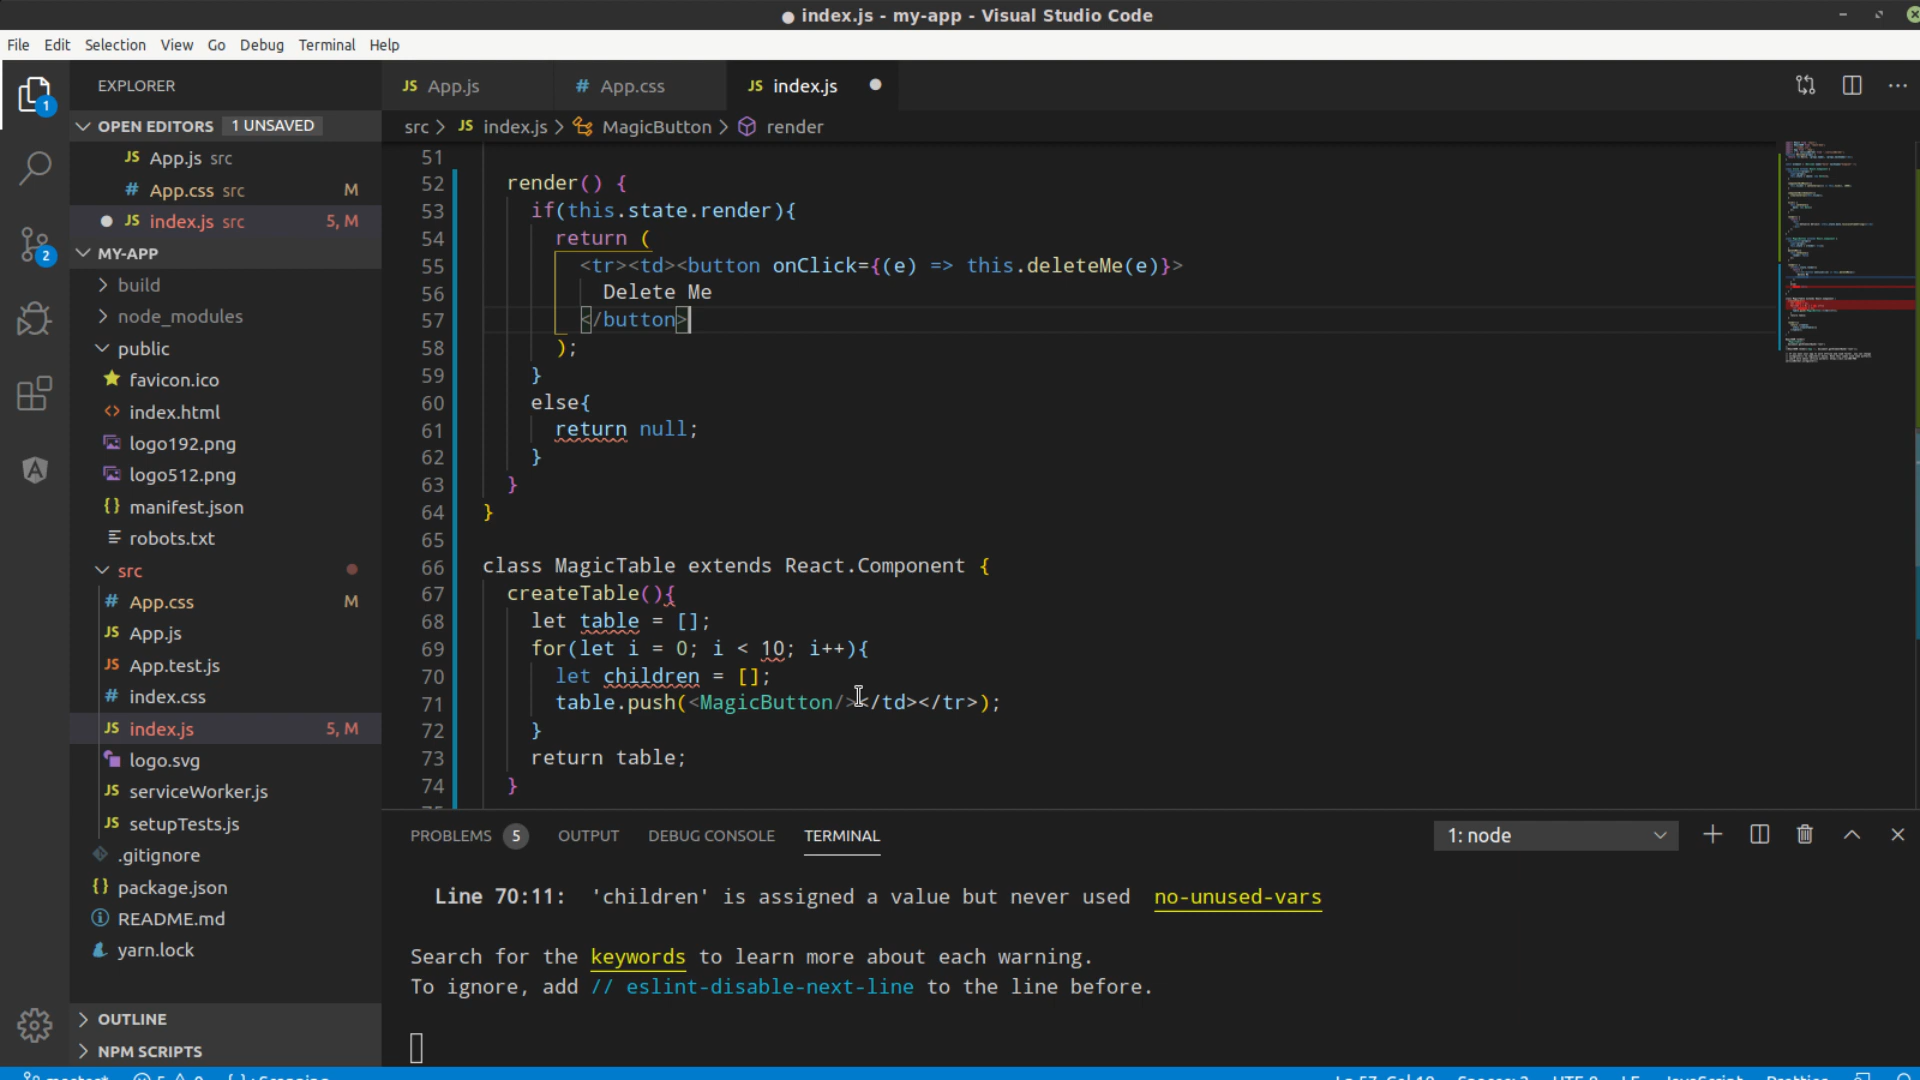 ● index.js - my-app - Visual Studio Code
File Edit Selection View Go Debug Terminal Help
1
2
EXPLORER
OPEN EDITORS 1 UNSAVED
JS App.js src
# App.css src M
● JS index.js src 5, M
MY-APP
build
node_modules
public
favicon.ico
<> index.html
logo192.png
logo512.png
{} manifest.json
robots.txt
src
# App.css M
JS App.js
JS App.test.js
# index.css
JS index.js 5, M
logo.svg
JS serviceWorker.js
JS setupTests.js
.gitignore
{} package.json
README.md
yarn.lock
OUTLINE
NPM SCRIPTS
JS App.js # App.css JS index.js ●
src > JS index.js > MagicButton > render
51
52 render() {
53 if(this.state.render){
54 return (
55 <tr><td><button onClick={(e) => this.deleteMe(e)}>
56 Delete Me
57 </button>
58 );
59 }
60 else{
61 return null;
62 }
63 }
64 }
65
66 class MagicTable extends React.Component {
67 createTable(){
68 let table = [];
69 for(let i = 0; i < 10; i++){
70 let children = [];
71 table.push(<MagicButton/></td></tr>);
72 }
73 return table;
74 }
PROBLEMS 5 OUTPUT DEBUG CONSOLE TERMINAL 1: node
Line 70:11: 'children' is assigned a value but never used no-unused-vars
Search for the keywords to learn more about each warning.
To ignore, add // eslint-disable-next-line to the line before.